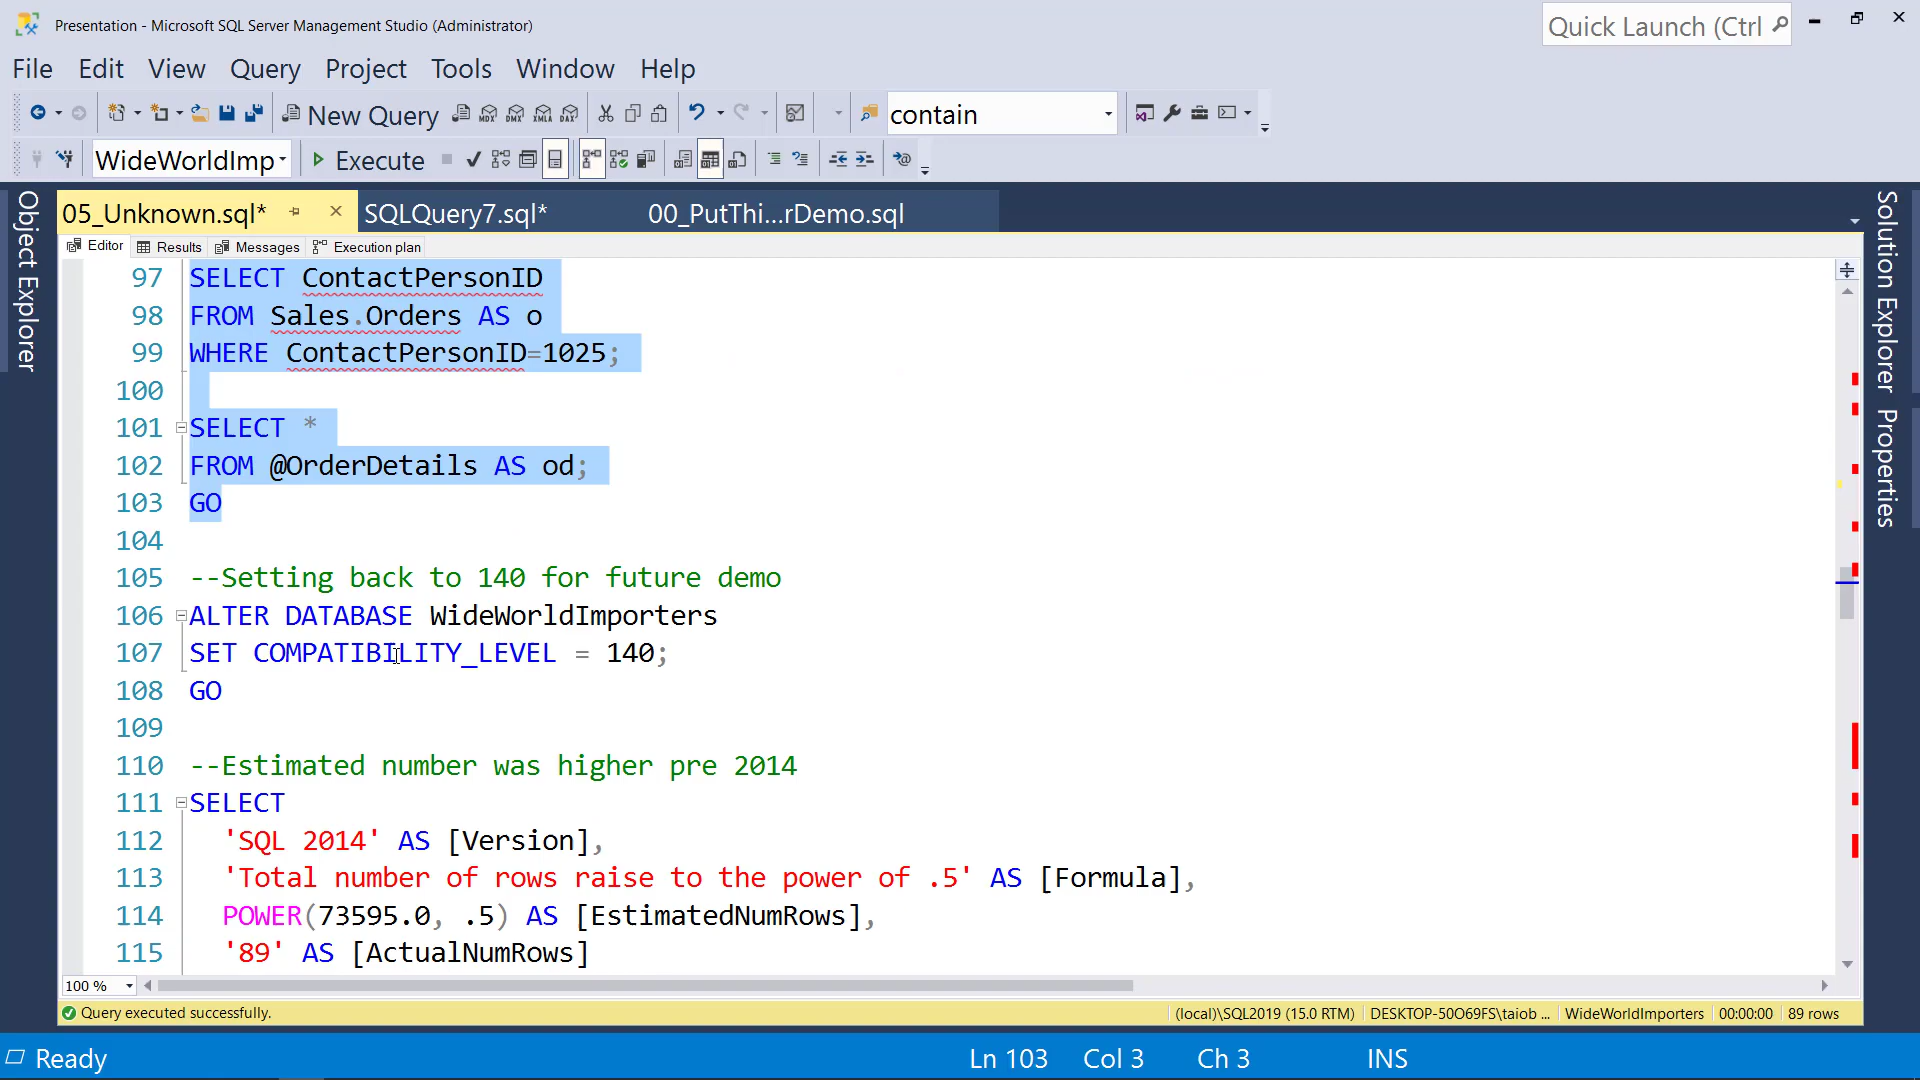 Presentation - Microsoft SQL Server Management Studio (Administrator)
Quick Launch (Ctrl
File Edit View Query Project Tools Window Help
New Query
MDX DMX XMLA DAX
contain
WideWorldImp
Execute
05_Unknown.sql*
SQLQuery7.sql*
00_PutThi...rDemo.sql
Object Explorer
Solution Explorer
Properties
Editor Results Messages Execution plan
97 SELECT ContactPersonID
98 FROM Sales.Orders AS o
99 WHERE ContactPersonID=1025;
100
101 SELECT *
102 FROM @OrderDetails AS od;
103 GO
104
105 --Setting back to 140 for future demo
106 ALTER DATABASE WideWorldImporters
107 SET COMPATIBILITY_LEVEL = 140;
108 GO
109
110 --Estimated number was higher pre 2014
111 SELECT
112 'SQL 2014' AS [Version],
113 'Total number of rows raise to the power of .5' AS [Formula],
114 POWER(73595.0, .5) AS [EstimatedNumRows],
115 '89' AS [ActualNumRows]
100 %
Query executed successfully.
(local)\SQL2019 (15.0 RTM) DESKTOP-50O69FS\taiob ... WideWorldImporters 00:00:00 89 rows
Ready
Ln 103 Col 3 Ch 3 INS